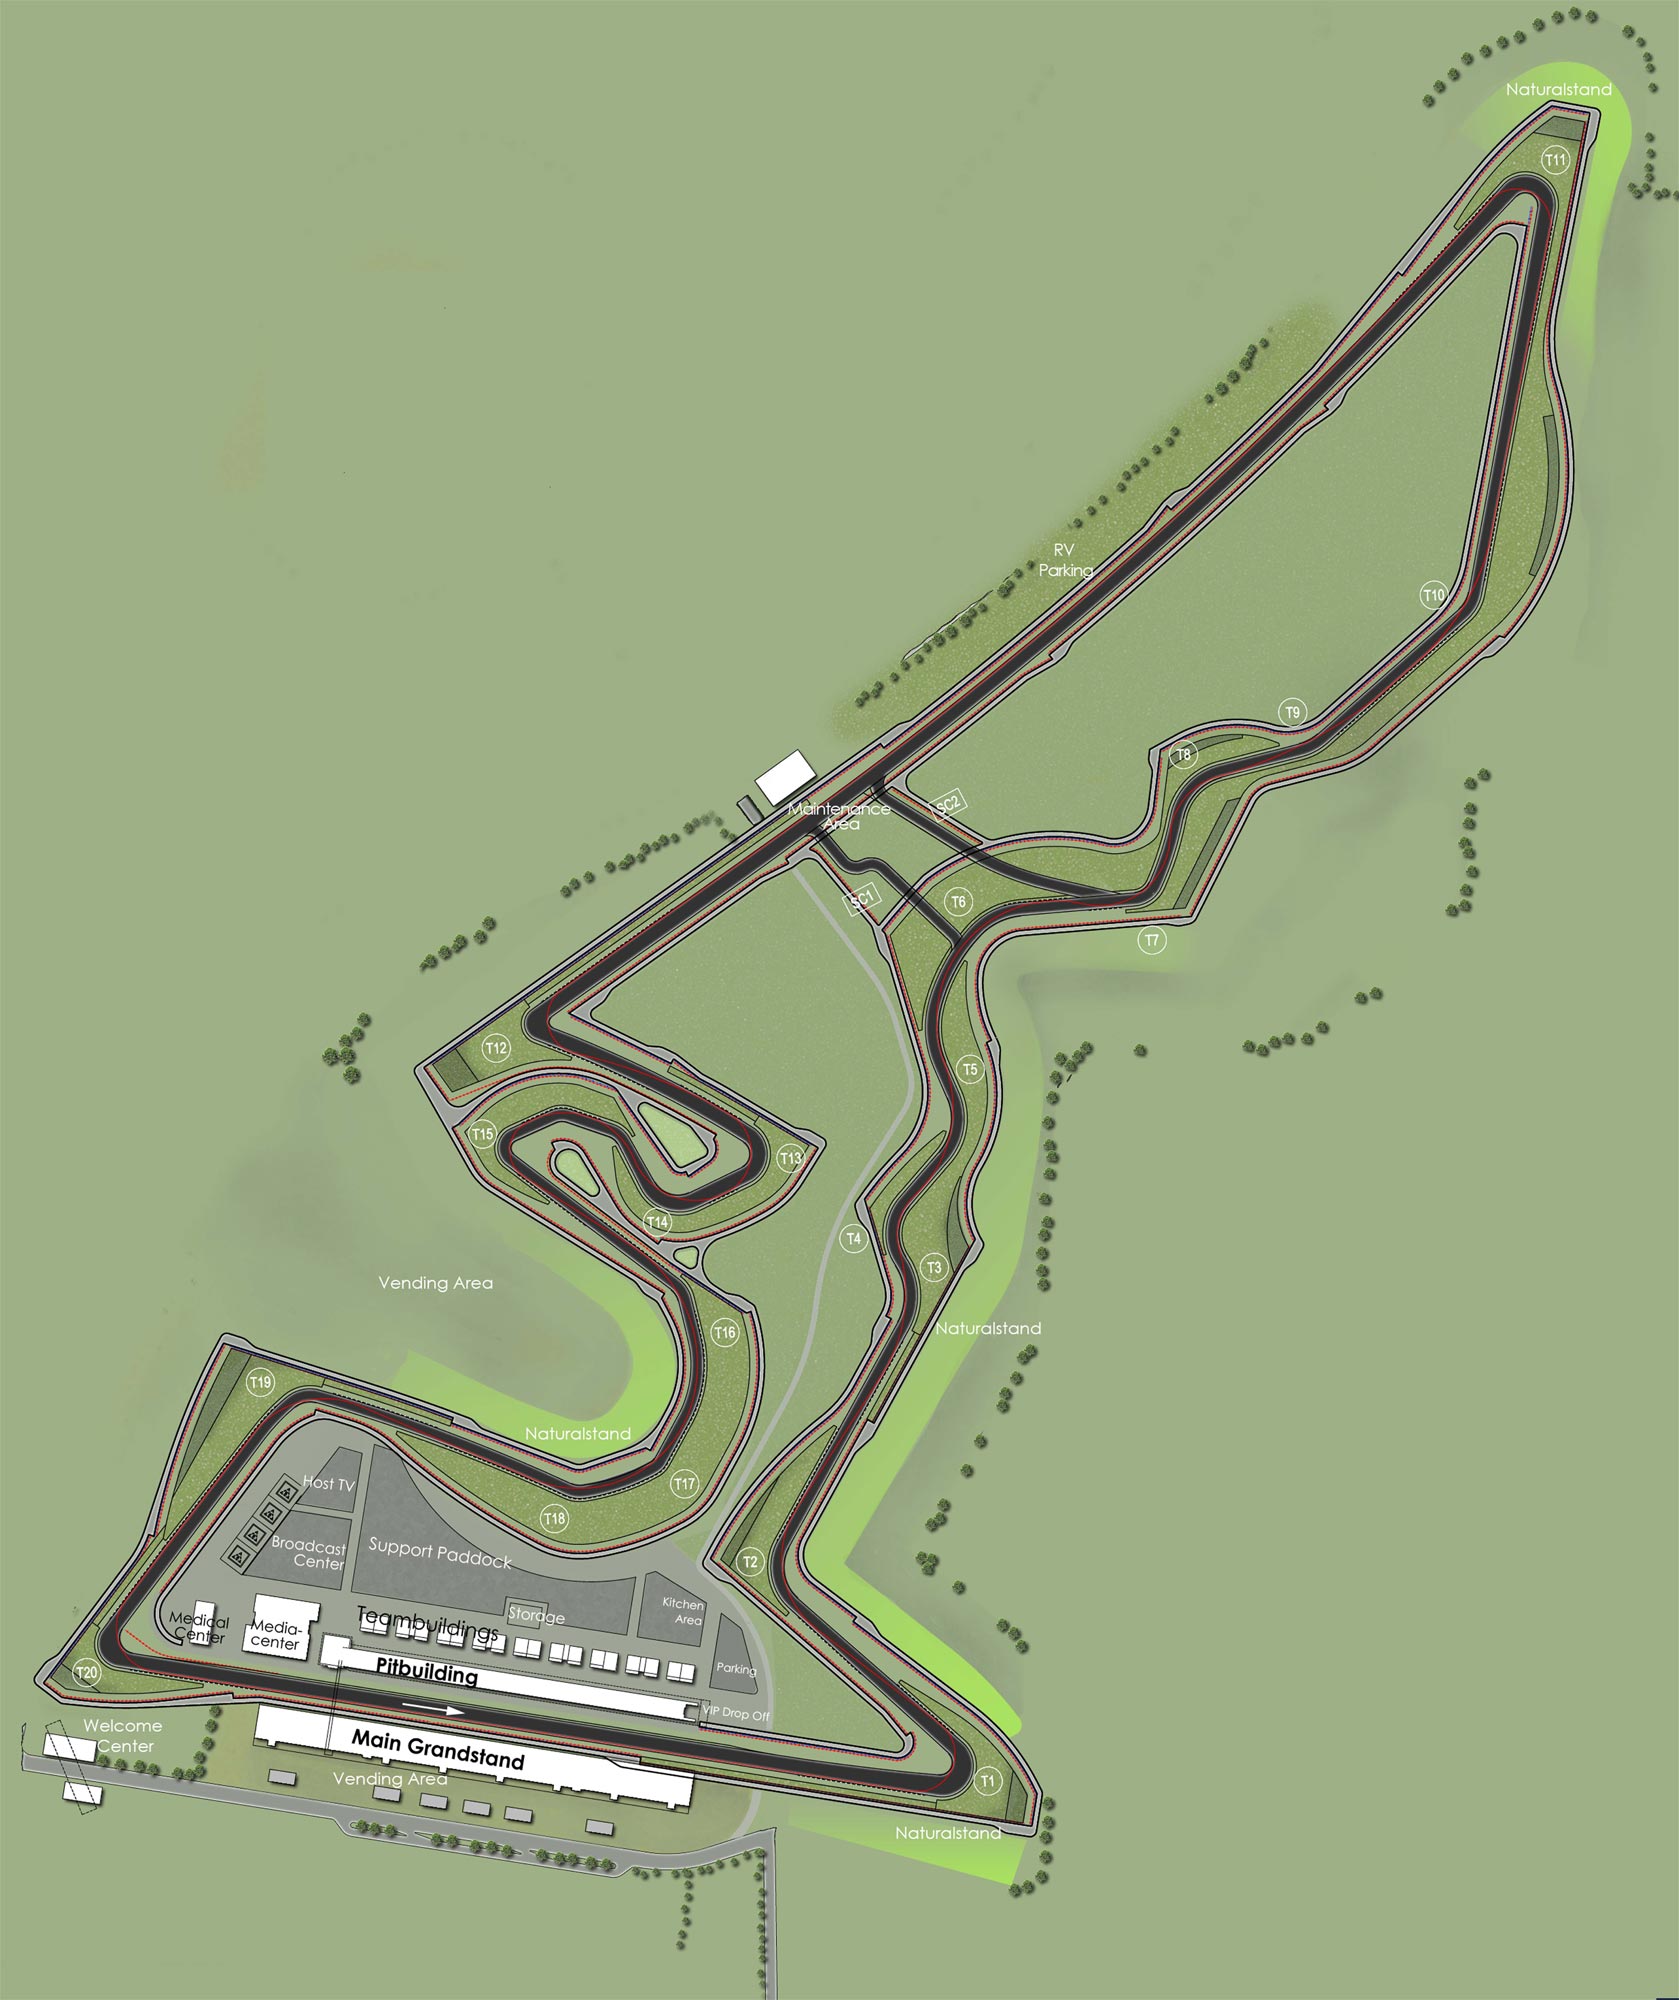 Naturalstand
T11
RV
Parking
T10
T9
T8
Maintenance
Area
SC2
SC1
T6
T7
T12
T5
T15
T13
T14
T4
T3
Vending Area
Naturalstand
T16
T19
Naturalstand
T17
T18
Host TV
Broadcast
Center
Support Paddock
T2
Kitchen
Area
Storage
Teambuildings
Medical
Center
Media-
center
Pitbuilding
Parking
T20
VIP Drop Off
Welcome
Center
Main Grandstand
Vending Area
T1
Naturalstand